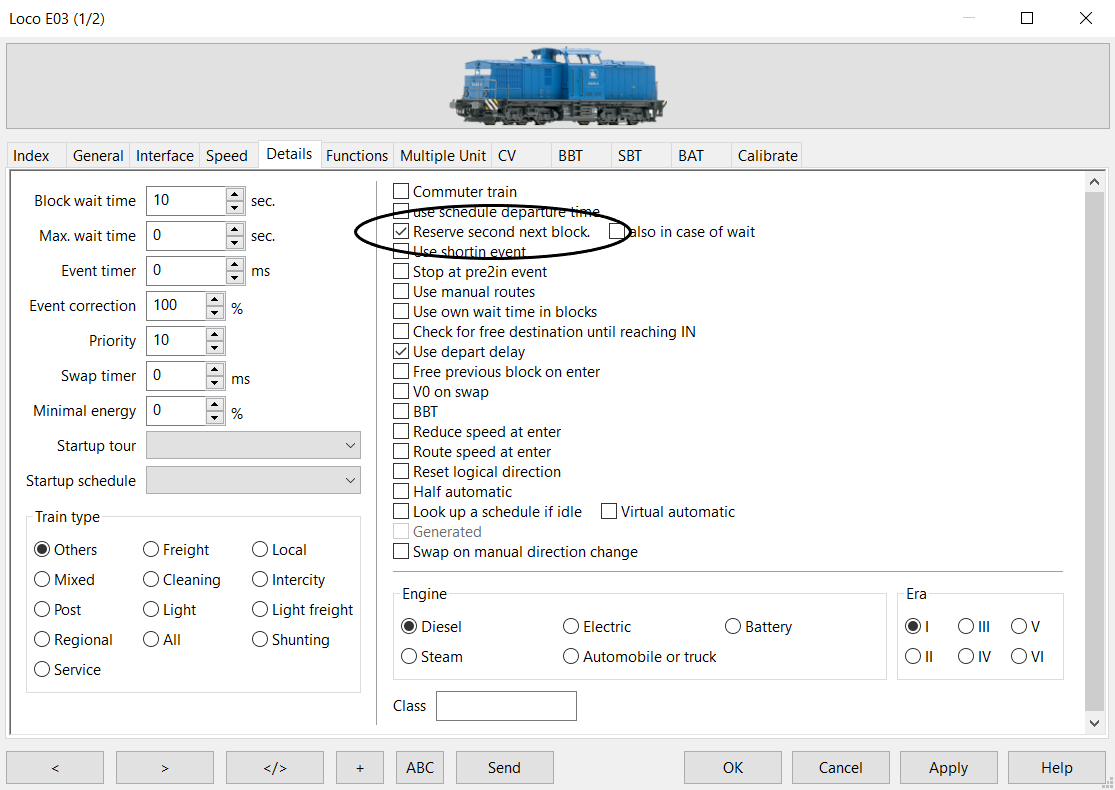 Loco E03 (1/2)
Index General Interface Speed Details Functions Multiple Unit CV BBT SBT BAT Calibrate
Block wait time 10 sec.
Max. wait time 0 sec.
Event timer 0 ms
Event correction 100 %
Priority 10
Swap timer 0 ms
Minimal energy 0 %
Startup tour
Startup schedule
Train type
Others Freight Local
Mixed Cleaning Intercity
Post Light Light freight
Regional All Shunting
Service
Commuter train
use schedule departure time
Reserve second next block. also in case of wait
Use shortin event
Stop at pre2in event
Use manual routes
Use own wait time in blocks
Check for free destination until reaching IN
Use depart delay
Free previous block on enter
V0 on swap
BBT
Reduce speed at enter
Route speed at enter
Reset logical direction
Half automatic
Look up a schedule if idle Virtual automatic
Generated
Swap on manual direction change
Engine
Diesel Electric Battery
Steam Automobile or truck
Era
I III V
II IV VI
Class
< > </> + ABC Send OK Cancel Apply Help